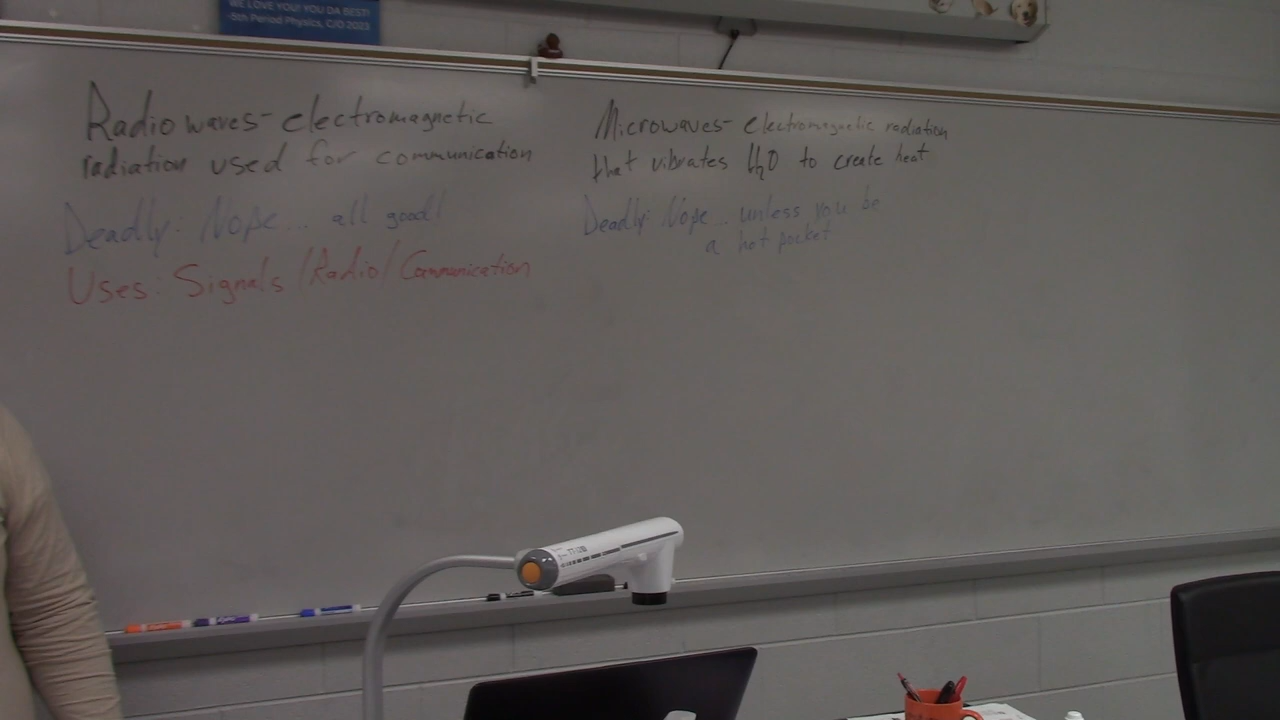 WE LOVE YOU! YOU DA BEST!
-5th Period Physics, C/O 2023
Radio waves- electromagnetic
radiation used for communication
Deadly: Nope... all good!
Uses: Signals/Radio/Communication
Microwaves- electromagnetic radiation
that vibrates H₂O to create heat
Deadly: Nope... unless you be
a hot pocket